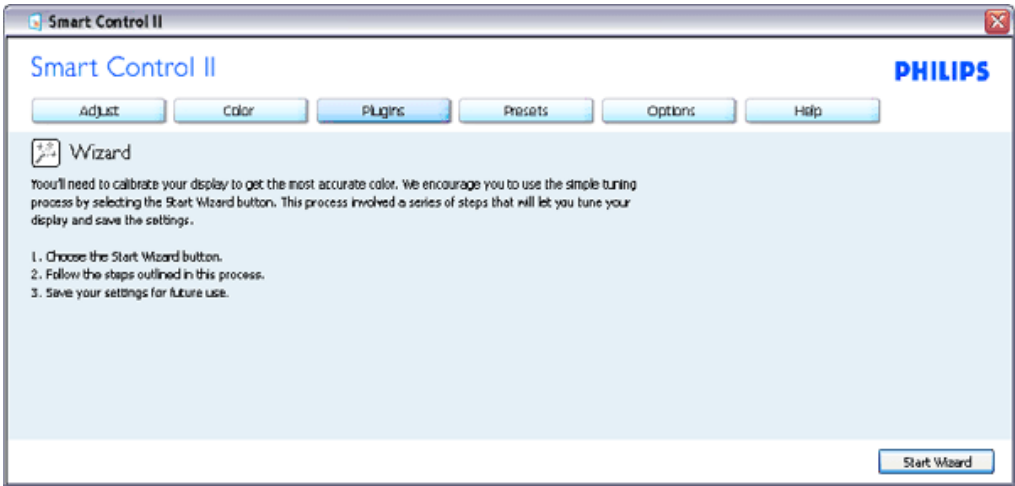 Smart Control II
Smart Control II
PHILIPS
Adjust Color Plugins Presets Options Help
Wizard
Yoou'll need to calibrate your display to get the most accurate color. We encourage you to use the simple tuning
process by selecting the Start Wizard button. This process involved a series of steps that will let you tune your
display and save the settings.
1. Choose the Start Wizard button.
2. Follow the steps outlined in this process.
3. Save your settings for future use.
Start Wizard